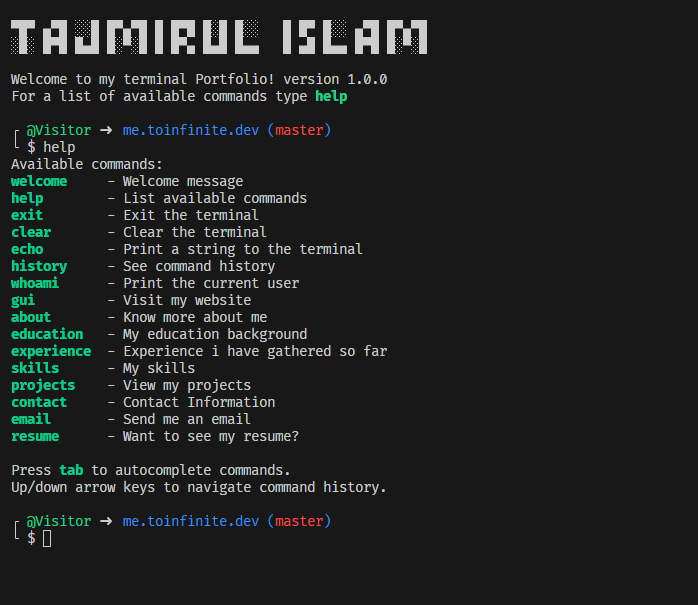 TAJMIRUL ISLAM
Welcome to my terminal Portfolio! version 1.0.0
For a list of available commands type help
@Visitor ➜ me.toinfinite.dev (master)
$ help
Available commands:
welcome - Welcome message
help - List available commands
exit - Exit the terminal
clear - Clear the terminal
echo - Print a string to the terminal
history - See command history
whoami - Print the current user
gui - Visit my website
about - Know more about me
education - My education background
experience - Experience i have gathered so far
skills - My skills
projects - View my projects
contact - Contact Information
email - Send me an email
resume - Want to see my resume?
Press tab to autocomplete commands.
Up/down arrow keys to navigate command history.
@Visitor ➜ me.toinfinite.dev (master)
$